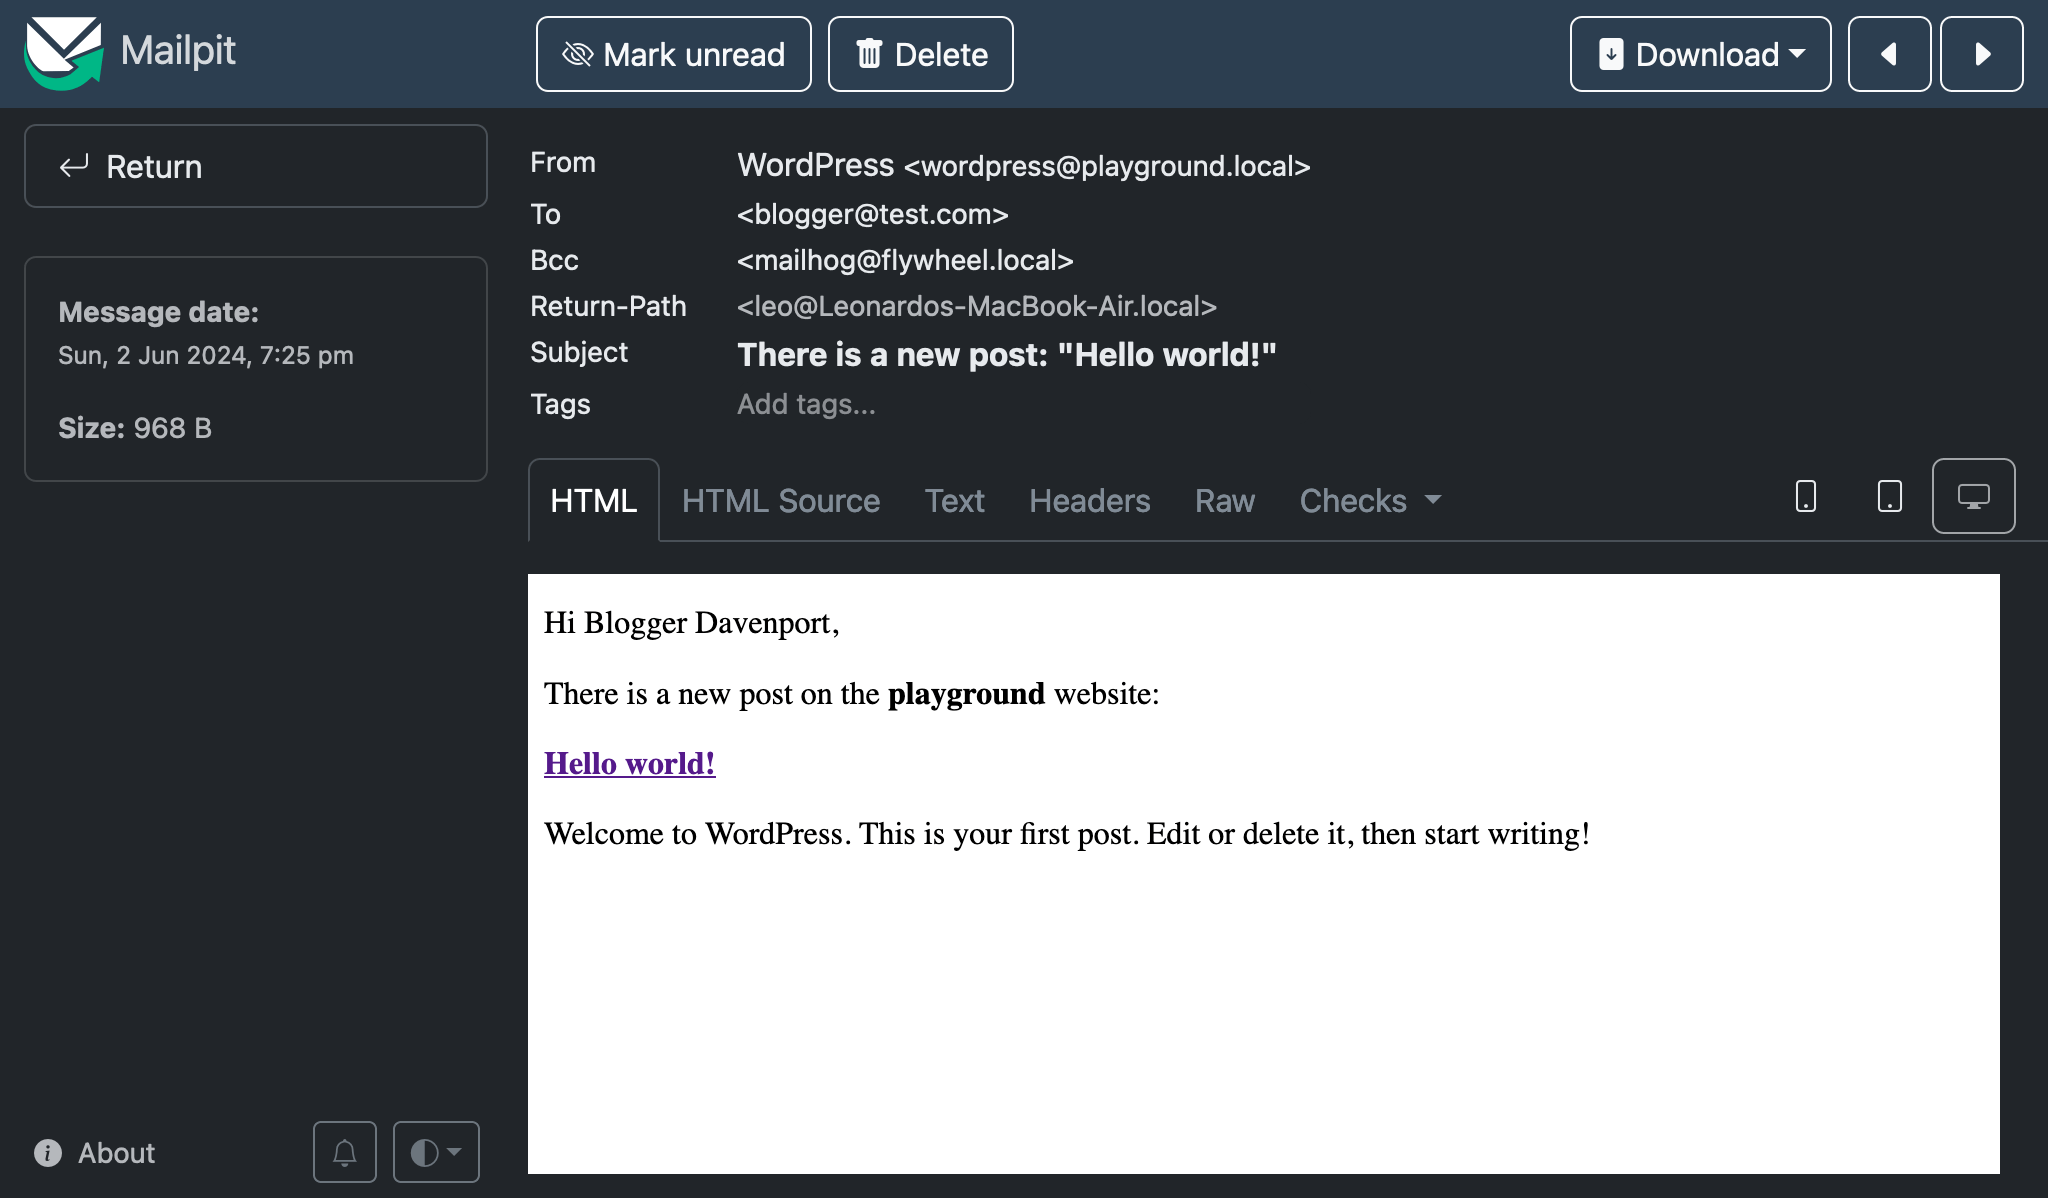 Mailpit
Mark unread
Delete
Download
Return
Message date:
Sun, 2 Jun 2024, 7:25 pm
Size: 968 B
From WordPress <wordpress@playground.local>
To <blogger@test.com>
Bcc <mailhog@flywheel.local>
Return-Path <leo@Leonardos-MacBook-Air.local>
Subject There is a new post: "Hello world!"
Tags Add tags...
HTML HTML Source Text Headers Raw Checks
Hi Blogger Davenport,
There is a new post on the playground website:
Hello world!
Welcome to WordPress. This is your first post. Edit or delete it, then start writing!
About